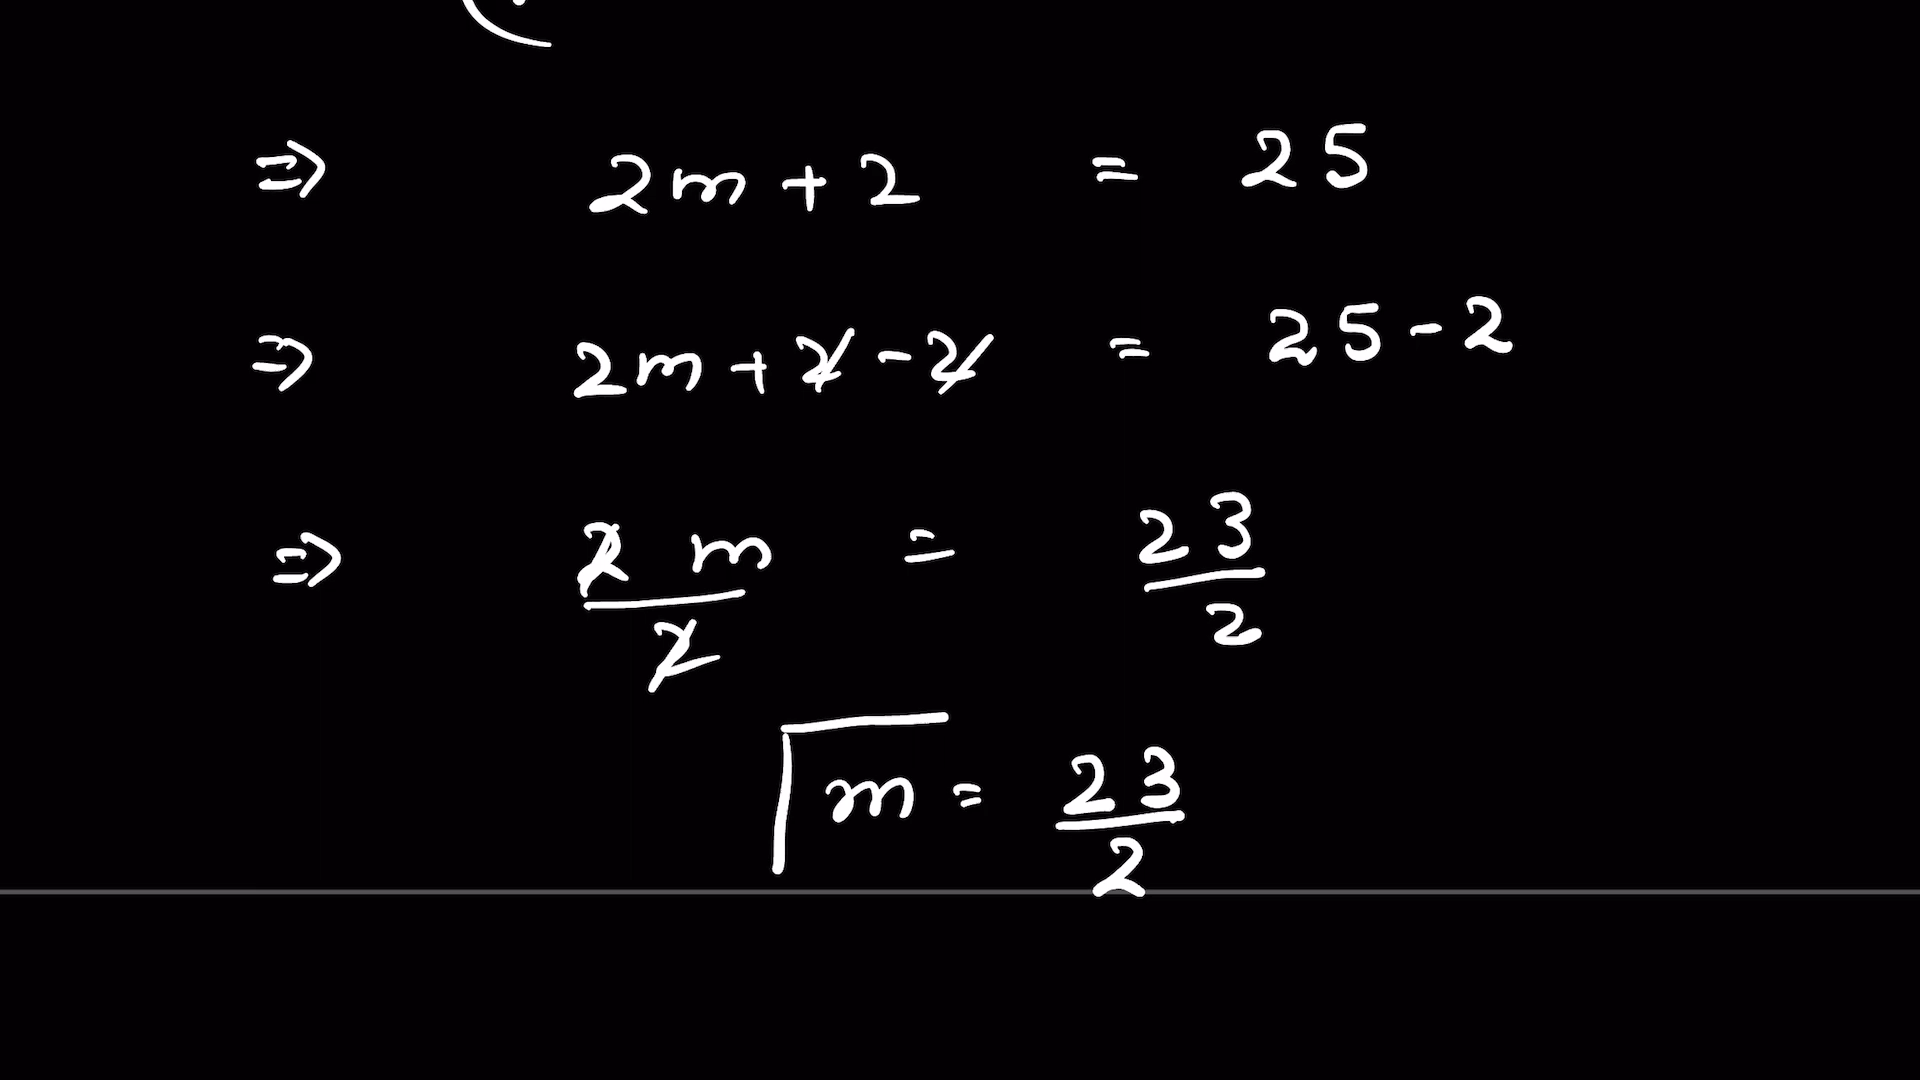 ⇒ 2m + 2 = 25
⇒ 2m + 2 - 2 = 25 - 2
⇒ 2m/2 = 23/2
m = 23/2